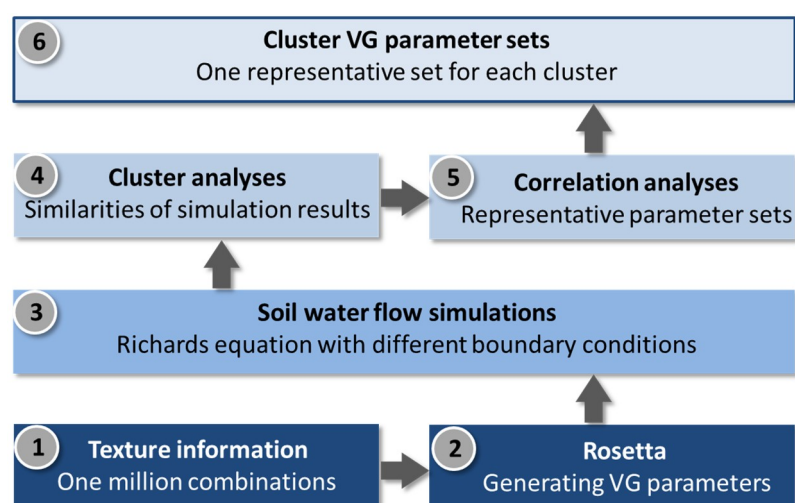 6
Cluster VG parameter sets
One representative set for each cluster
4
Cluster analyses
Similarities of simulation results
5
Correlation analyses
Representative parameter sets
3
Soil water flow simulations
Richards equation with different boundary conditions
1
Texture information
One million combinations
2
Rosetta
Generating VG parameters